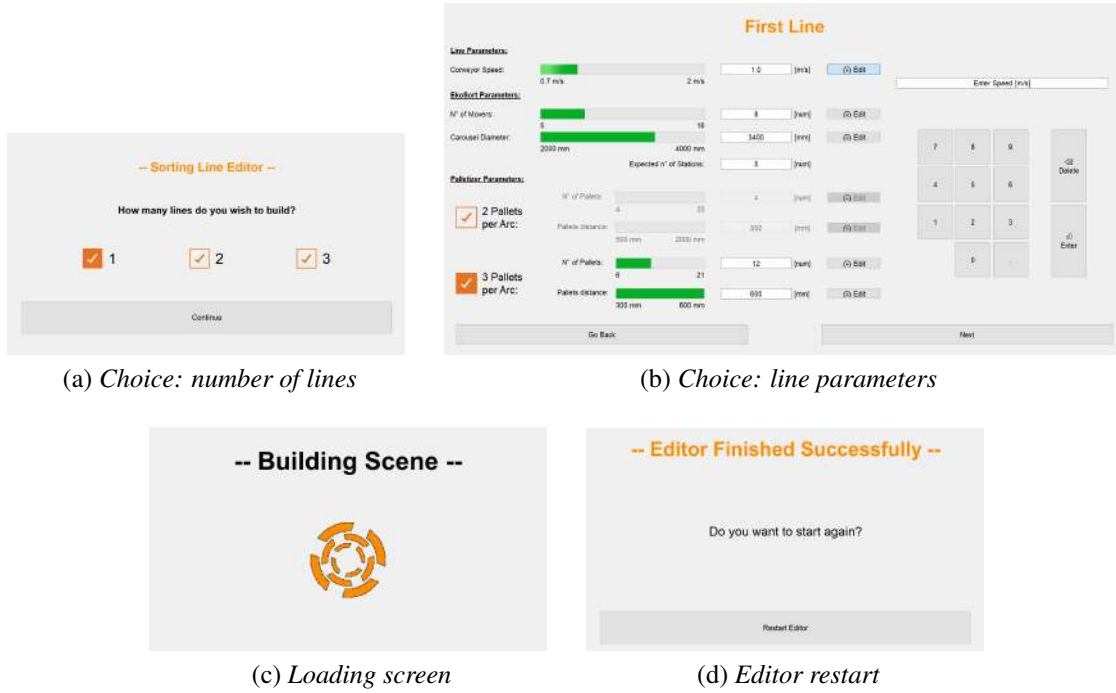 -- Sorting Line Editor --
How many lines do you wish to build?
1 2 3
Continue
(a) Choice: number of lines
First Line
Line Parameters:
Conveyor Speed: 1.0 [m/s] Edit
0.7 m/s 2 m/s
Enter Speed [m/s]
EkoSort Parameters:
N° of Movers: 8 [num] Edit
5 16
Carousel Diameter: 3400 [mm] Edit
2000 mm 4000 mm
Expected n° of Stations: [num]
Palletizer Parameters:
2 Pallets
per Arc:
N° of Pallets: 4 [num] Edit
4
Pallets distance: [mm] Edit
500 mm 2000 mm
3 Pallets
per Arc:
N° of Pallets: 12 [num] Edit
6 21
Pallets distance: 600 [mm] Edit
300 mm 600 mm
7 8 9
Delete
4 5 6
1 2 3
Enter
0 .
Go Back
Next
(b) Choice: line parameters
-- Building Scene --
(c) Loading screen
-- Editor Finished Successfully --
Do you want to start again?
Restart Editor
(d) Editor restart